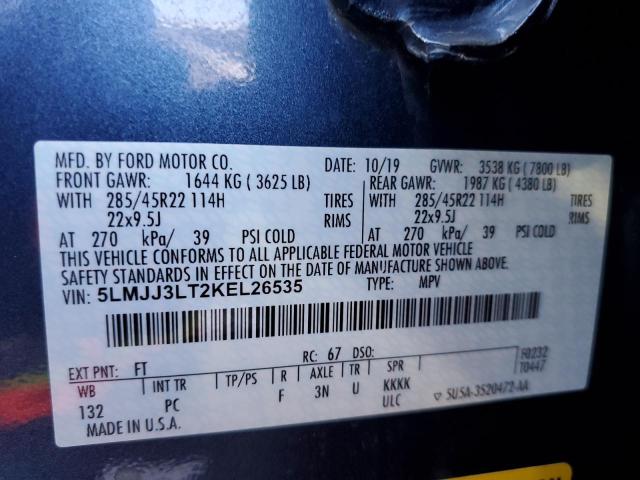 MFD. BY FORD MOTOR CO. DATE: 10/19 GVWR: 3538 KG (7800 LB)
FRONT GAWR: 1644 KG (3625 LB) REAR GAWR: 1987 KG (4380 LB)
WITH 285/45R22 114H TIRES WITH 285/45R22 114H TIRES
22x9.5J RIMS 22x9.5J RIMS
AT 270 kPa/ 39 PSI COLD AT 270 kPa/ 39 PSI COLD
THIS VEHICLE CONFORMS TO ALL APPLICABLE FEDERAL MOTOR VEHICLE
SAFETY STANDARDS IN EFFECT ON THE DATE OF MANUFACTURE SHOWN ABOVE.
VIN: 5LMJJ3LT2KEL26535 TYPE: MPV
F0232
T0447
EXT PNT: FT RC: 67 DSO:
WB INT TR TP/PS R AXLE TR SPR
132 PC F 3N U KKKK
ULC
MADE IN U.S.A. ▽ 5U5A-3520472-AA